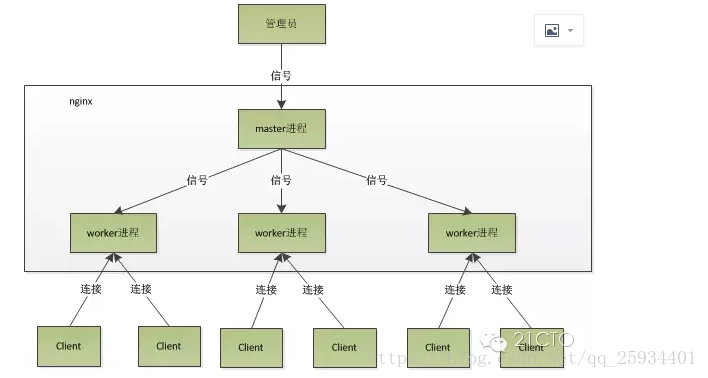 管理员
信号
nginx
master进程
信号 信号 信号
worker进程 worker进程 worker进程
连接 连接 连接 连接 连接 连接
Client Client Client Client Client Client
21CTO
http://blog.csdn.net/qq_25934401